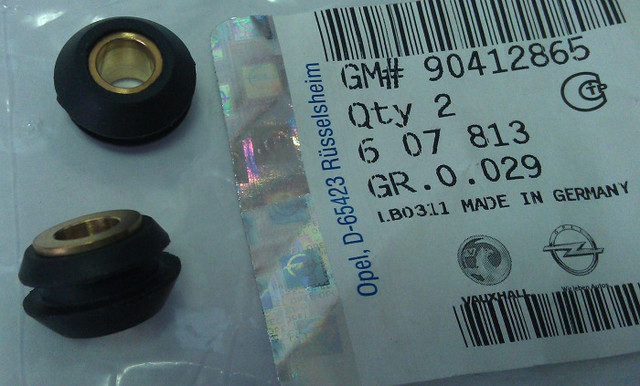 GM# 90412865
Qty 2
6 07 813
GR.0.029
LB0311 MADE IN GERMANY
Opel, D-65423 Rüsselsheim
VAUXHALL